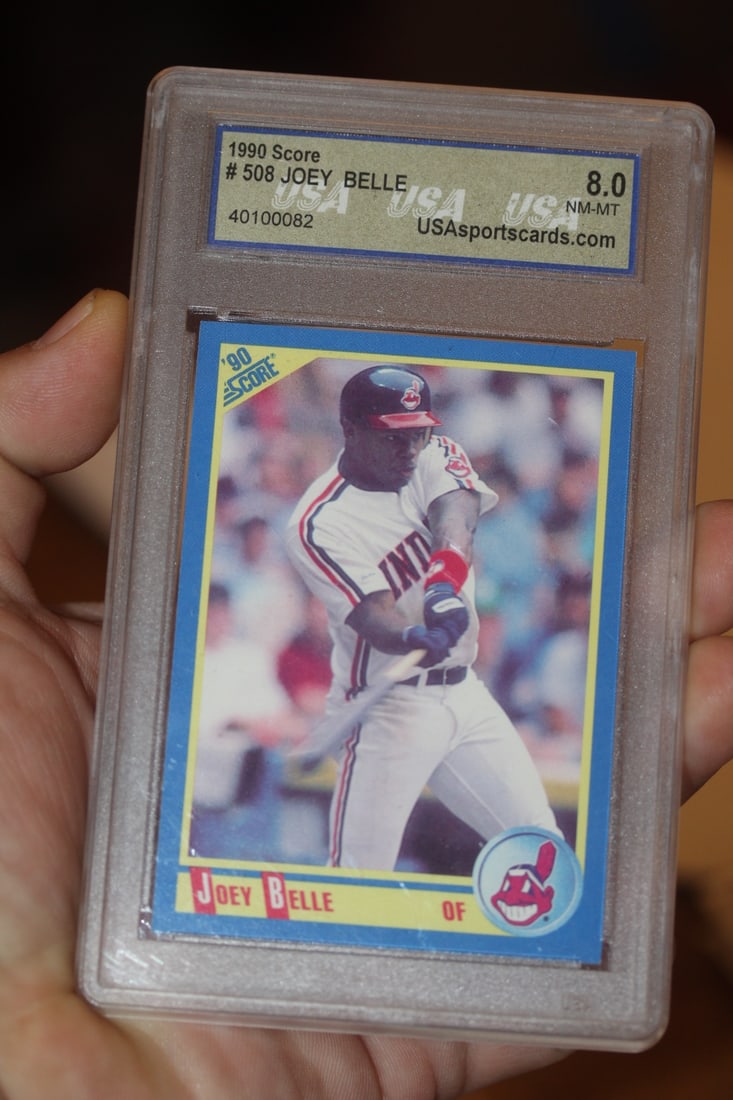 1990 Score
# 508 JOEY BELLE
8.0
NM-MT
USA USA USA
40100082
USAsportscards.com
'90
SCORE
IND
JOEY BELLE
OF